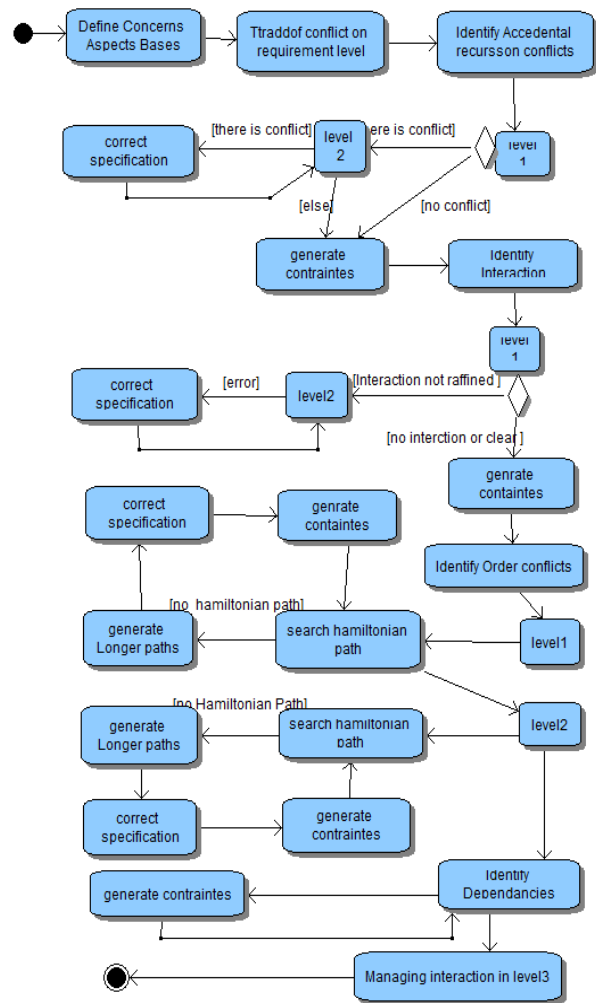 Define Concerns
Aspects Bases
Ttraddof conflict on
requirement level
Identify Accedental
recursson conflicts
[there is conflict]
correct
specification
level
2
ere is conflict]
level
1
[else]
[no conflict]
generate
contraintes
Identify
Interaction
level
1
correct
specification
[error]
level2
[Interaction not raffined ]
[no interction or clear ]
genrate
containtes
correct
specification
genrate
containtes
Identify Order conflicts
[no hamiltonian path]
generate
Longer paths
search hamiltonian
path
level1
[no Hamiltonian Path]
generate
Longer paths
search hamiltonian
path
level2
correct
specification
generate
contraintes
generate contraintes
Identify
Dependancies
Managing interaction in level3